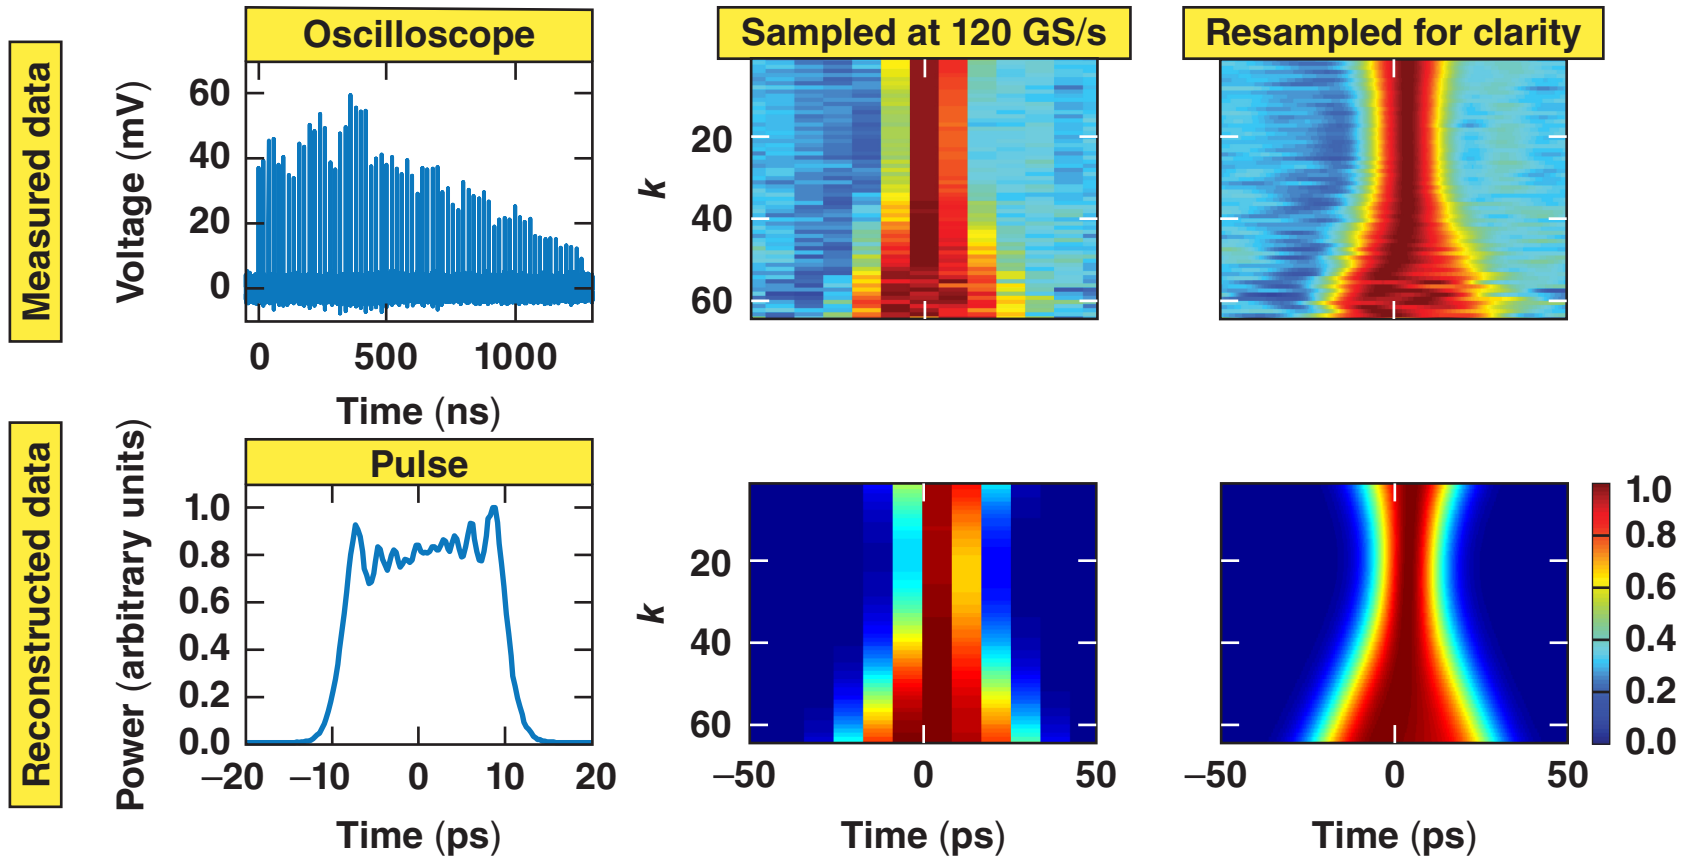 Measured data
Oscilloscope
Voltage (mV)
60
40
20
0
0 500 1000
Time (ns)
Sampled at 120 GS/s
k
20
40
60
Resampled for clarity
Reconstructed data
Pulse
Power (arbitrary units)
1.0
0.8
0.6
0.4
0.2
0.0
–20 –10 0 10 20
Time (ps)
k
20
40
60
–50 0 50
Time (ps)
–50 0 50
Time (ps)
1.0
0.8
0.6
0.4
0.2
0.0